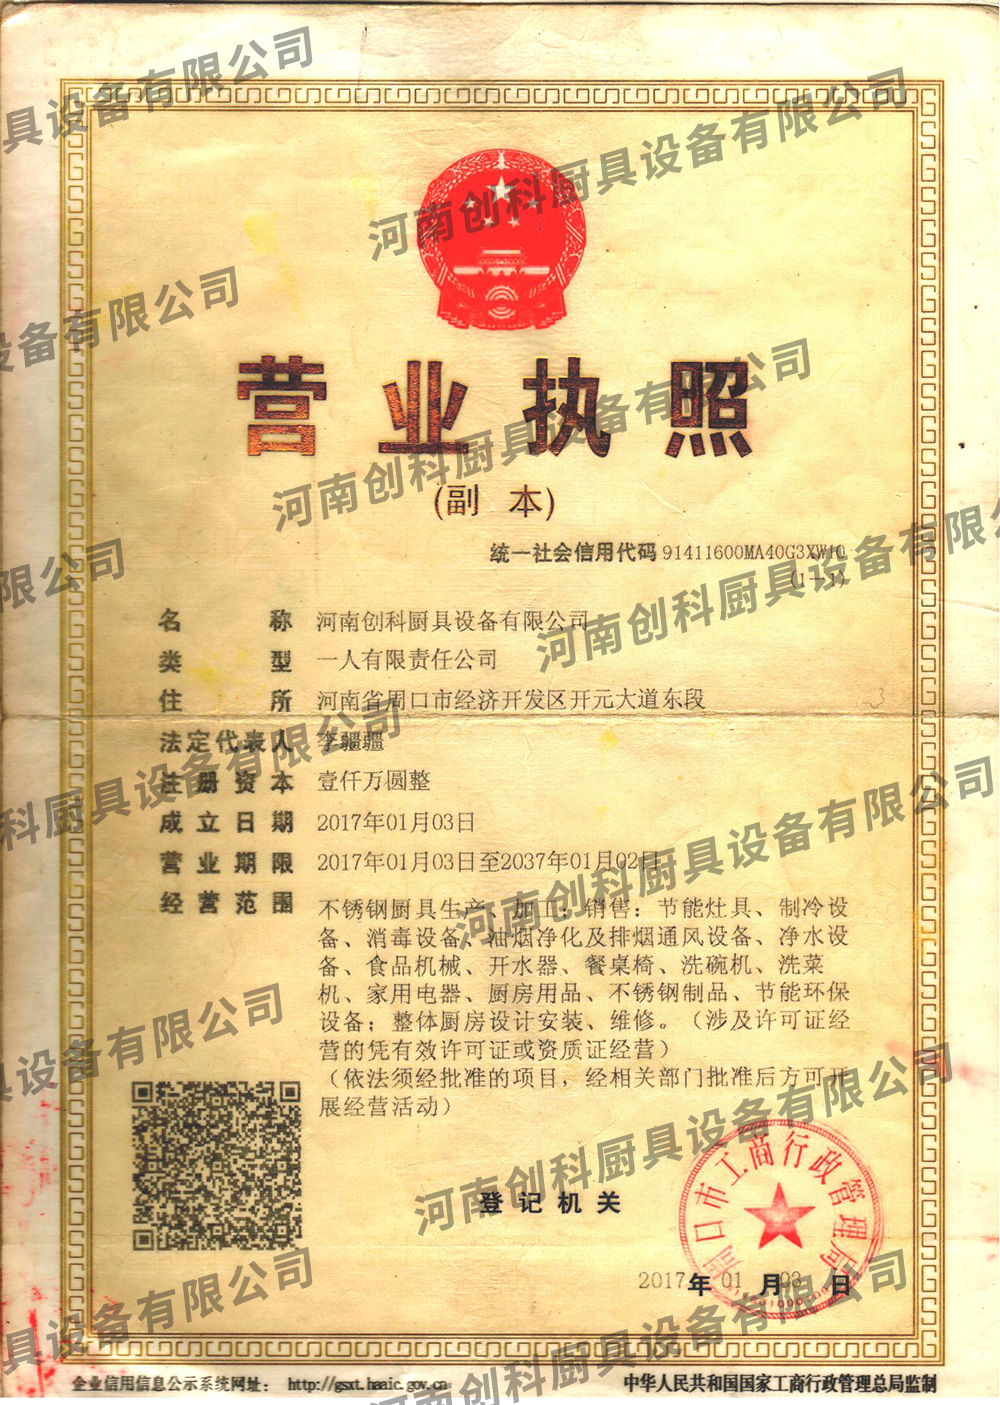 营业执照
(副 本)
统一社会信用代码 91411600MA40G3XW1C
(1-1)
名称 河南创科厨具设备有限公司
类型 一人有限责任公司
住所 河南省周口市经济开发区开元大道东段
法定代表人 李疆疆
注册资本 壹仟万圆整
成立日期 2017年01月03日
营业期限 2017年01月03日至2037年01月02日
经营范围 不锈钢厨具生产、加工；销售：节能灶具、制冷设
备、消毒设备、油烟净化及排烟通风设备、净水设
备、食品机械、开水器、餐桌椅、洗碗机、洗菜
机、家用电器、厨房用品、不锈钢制品、节能环保
设备；整体厨房设计安装、维修。（涉及许可证经
营的凭有效许可证或资质证经营）
（依法须经批准的项目，经相关部门批准后方可开
展经营活动）
登记机关
周口市工商行政管理局
2017年01月03日
企业信用信息公示系统网址： http://gsxt.haaic.gov.cn
中华人民共和国国家工商行政管理总局监制
河南创科厨具设备有限公司